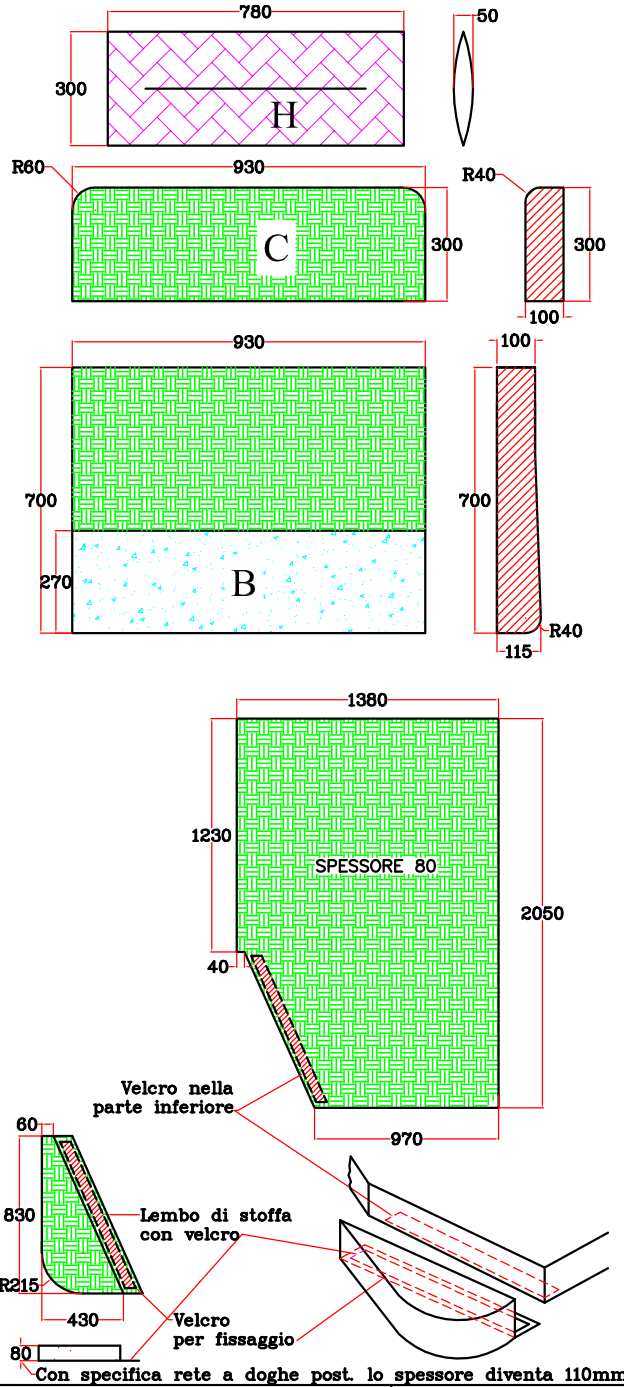 780
50
300
H
R60
930
R40
C
300
300
100
930
100
700
700
270
B
R40
115
1380
1230
SPESSORE 80
2050
40
Velcro nella
parte inferiore
970
60
830
Lembo di stoffa
con velcro
R215
430
Velcro
per fissaggio
80
Con specifica rete a doghe post. lo spessore diventa 110mm